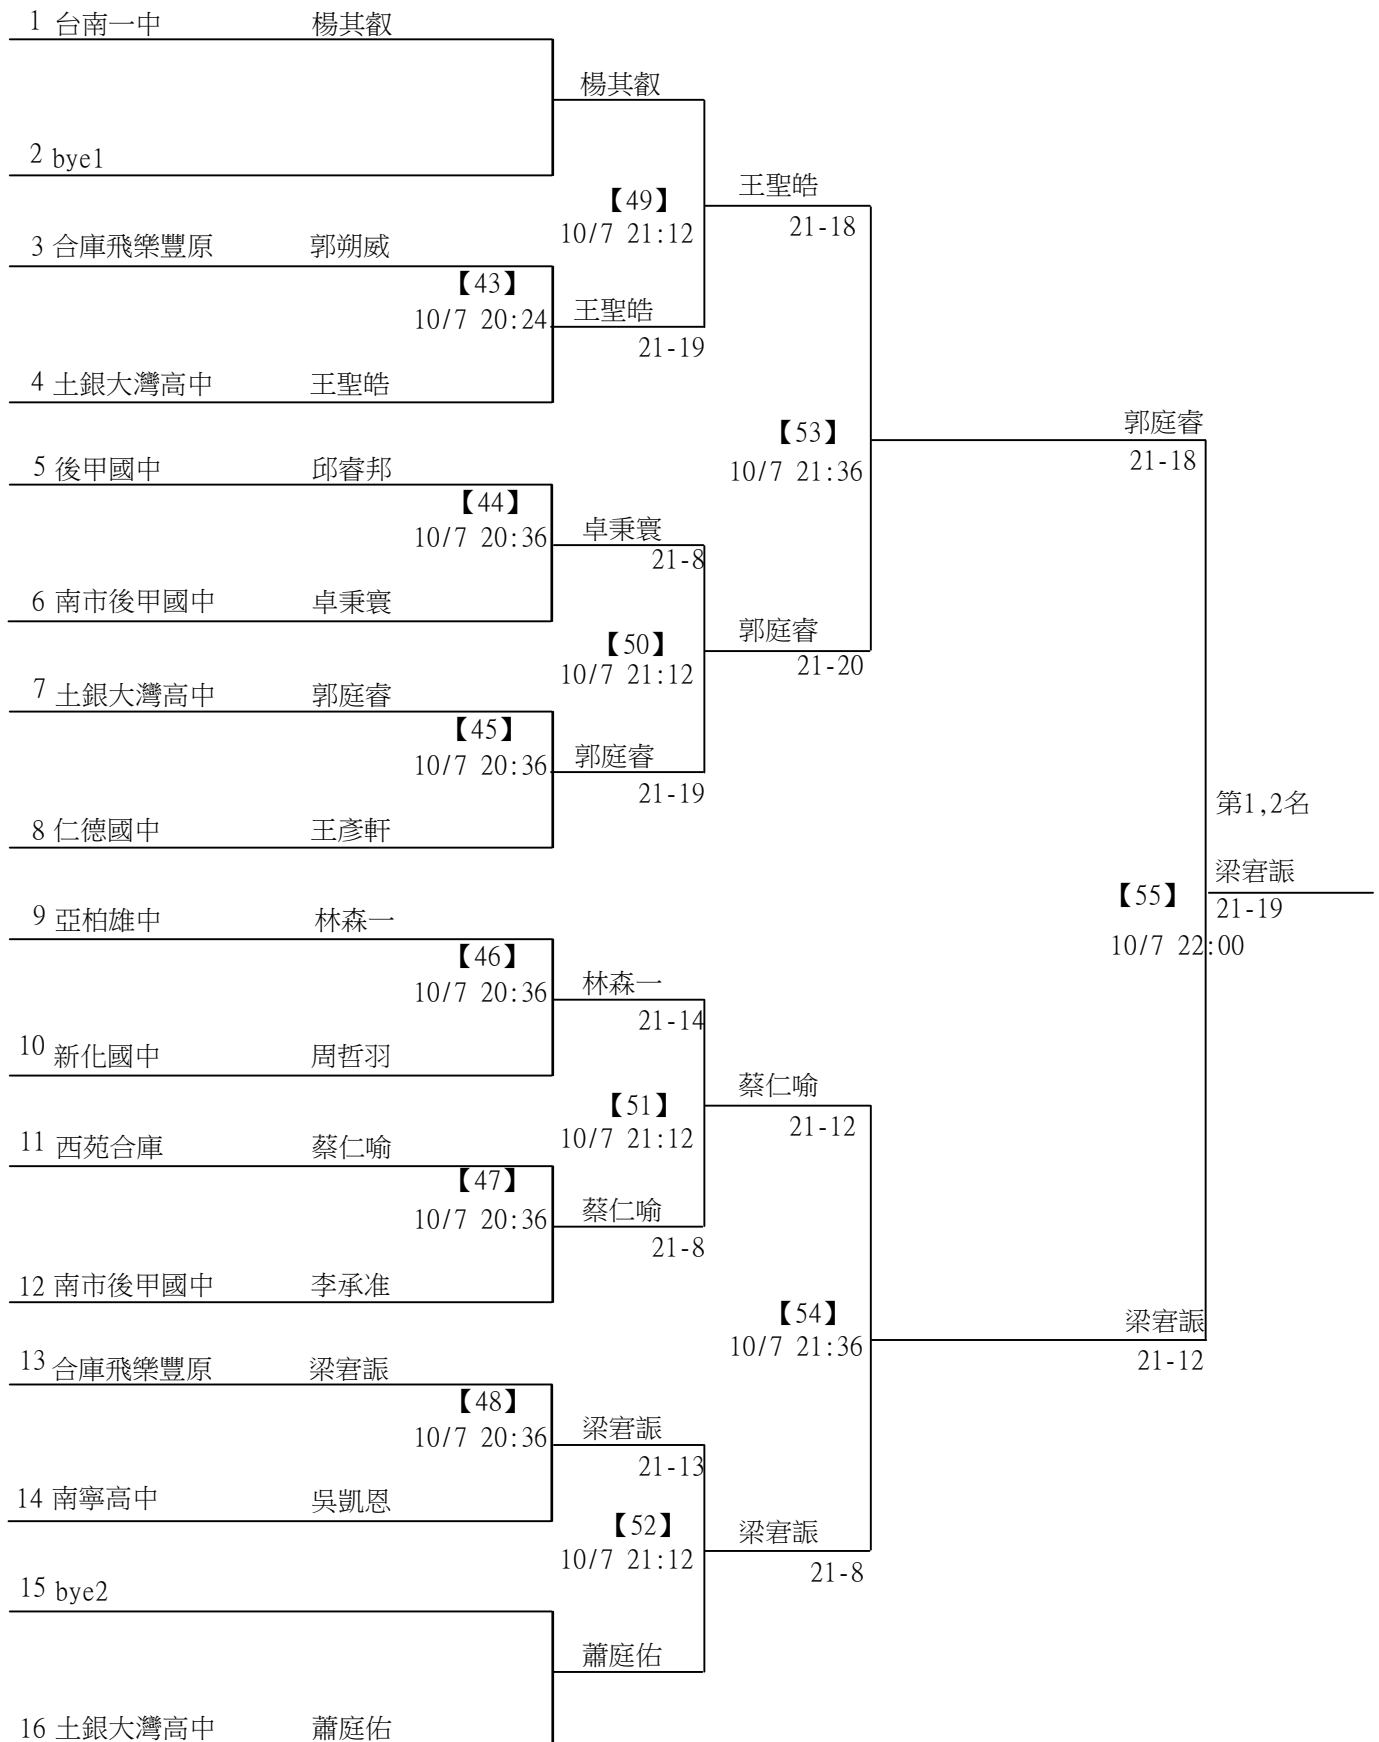 1 台南一中 楊其叡
楊其叡
2 bye1
王聖皓
【49】
21-18
10/7 21:12
3 合庫飛樂豐原 郭朔威
【43】
10/7 20:24
王聖皓
21-19
4 土銀大灣高中 王聖皓
郭庭睿
【53】
21-18
10/7 21:36
5 後甲國中 邱睿邦
【44】
10/7 20:36
卓秉寰
21-8
6 南市後甲國中 卓秉寰
郭庭睿
【50】
21-20
10/7 21:12
7 土銀大灣高中 郭庭睿
【45】
10/7 20:36
郭庭睿
21-19
8 仁德國中 王彥軒
第1,2名
梁宭誫
【55】
21-19
10/7 22:00
9 亞柏雄中 林森一
【46】
10/7 20:36
林森一
21-14
10 新化國中 周哲羽
蔡仁喻
【51】
21-12
10/7 21:12
11 西苑合庫 蔡仁喻
【47】
10/7 20:36
蔡仁喻
21-8
12 南市後甲國中 李承准
【54】
梁宭誫
10/7 21:36
21-12
13 合庫飛樂豐原 梁宭誫
【48】
10/7 20:36
梁宭誫
21-13
14 南寧高中 吳凱恩
【52】
梁宭誫
10/7 21:12
21-8
15 bye2
蕭庭佑
16 土銀大灣高中 蕭庭佑